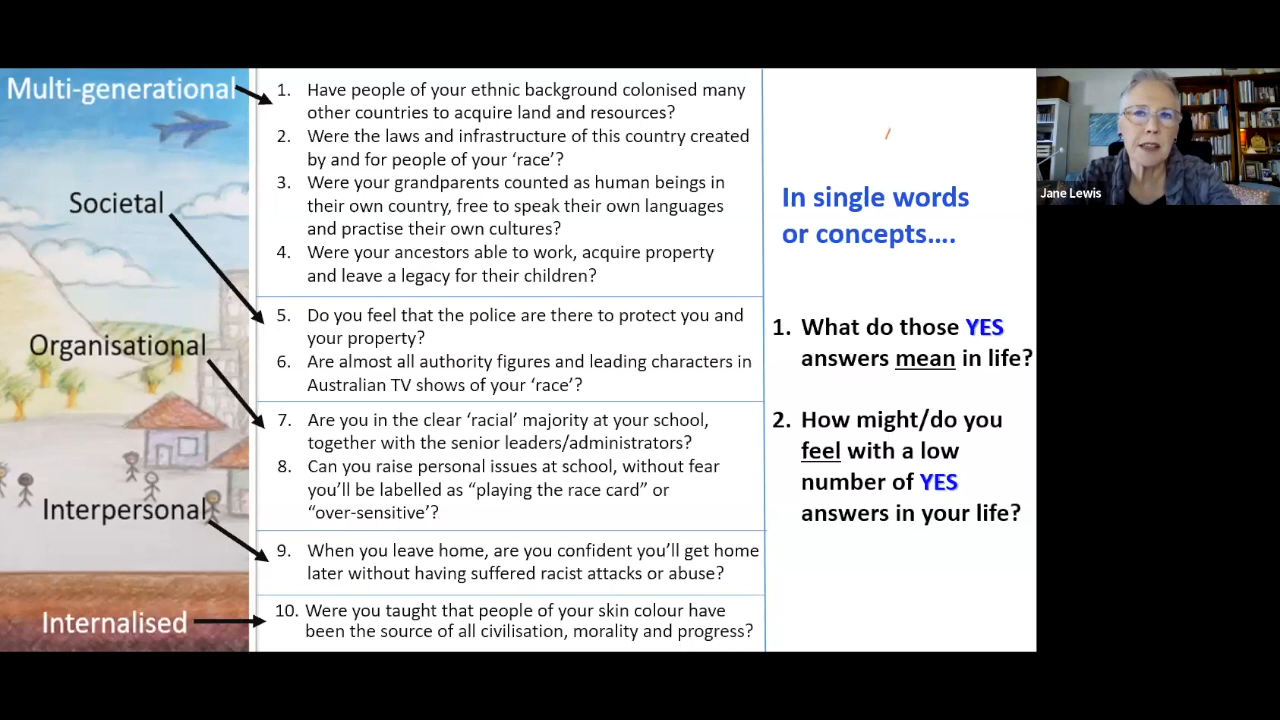 Multi-generational
Societal
Organisational
Interpersonal
Internalised
1. Have people of your ethnic background colonised many
other countries to acquire land and resources?
2. Were the laws and infrastructure of this country created
by and for people of your ‘race’?
3. Were your grandparents counted as human beings in
their own country, free to speak their own languages
and practise their own cultures?
4. Were your ancestors able to work, acquire property
and leave a legacy for their children?
5. Do you feel that the police are there to protect you and
your property?
6. Are almost all authority figures and leading characters in
Australian TV shows of your ‘race’?
7. Are you in the clear ‘racial’ majority at your school,
together with the senior leaders/administrators?
8. Can you raise personal issues at school, without fear
you’ll be labelled as “playing the race card” or
“over-sensitive’?
9. When you leave home, are you confident you’ll get home
later without having suffered racist attacks or abuse?
10. Were you taught that people of your skin colour have
been the source of all civilisation, morality and progress?
In single words
or concepts....
1. What do those YES
answers mean in life?
2. How might/do you
feel with a low
number of YES
answers in your life?
Jane Lewis